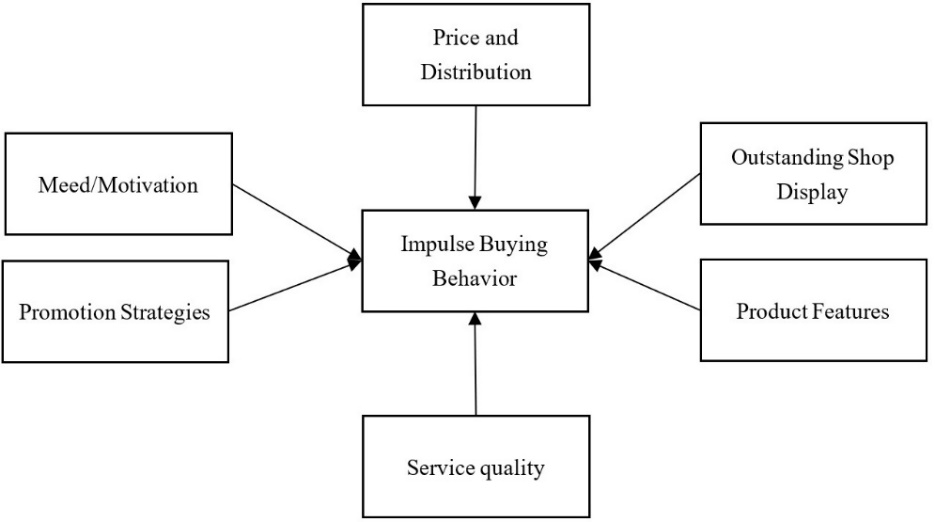 Price and
Distribution
Meed/Motivation
Outstanding Shop
Display
Impulse Buying
Behavior
Promotion Strategies
Product Features
Service quality